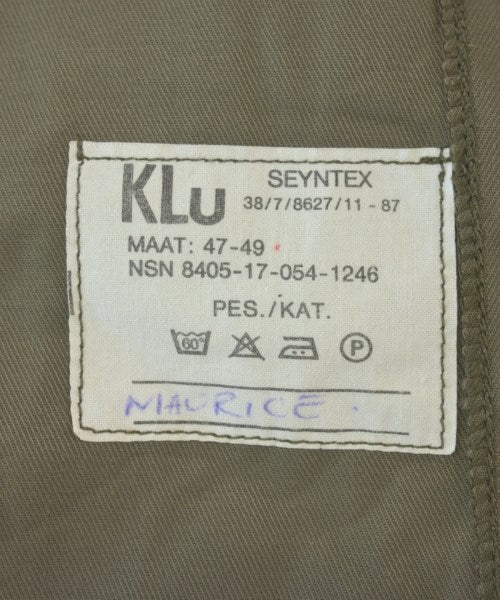 KLu SEYNTEX
38/7/8627/11 - 87
MAAT: 47-49
NSN 8405-17-054-1246
PES./KAT.
60° P
MAURICE.